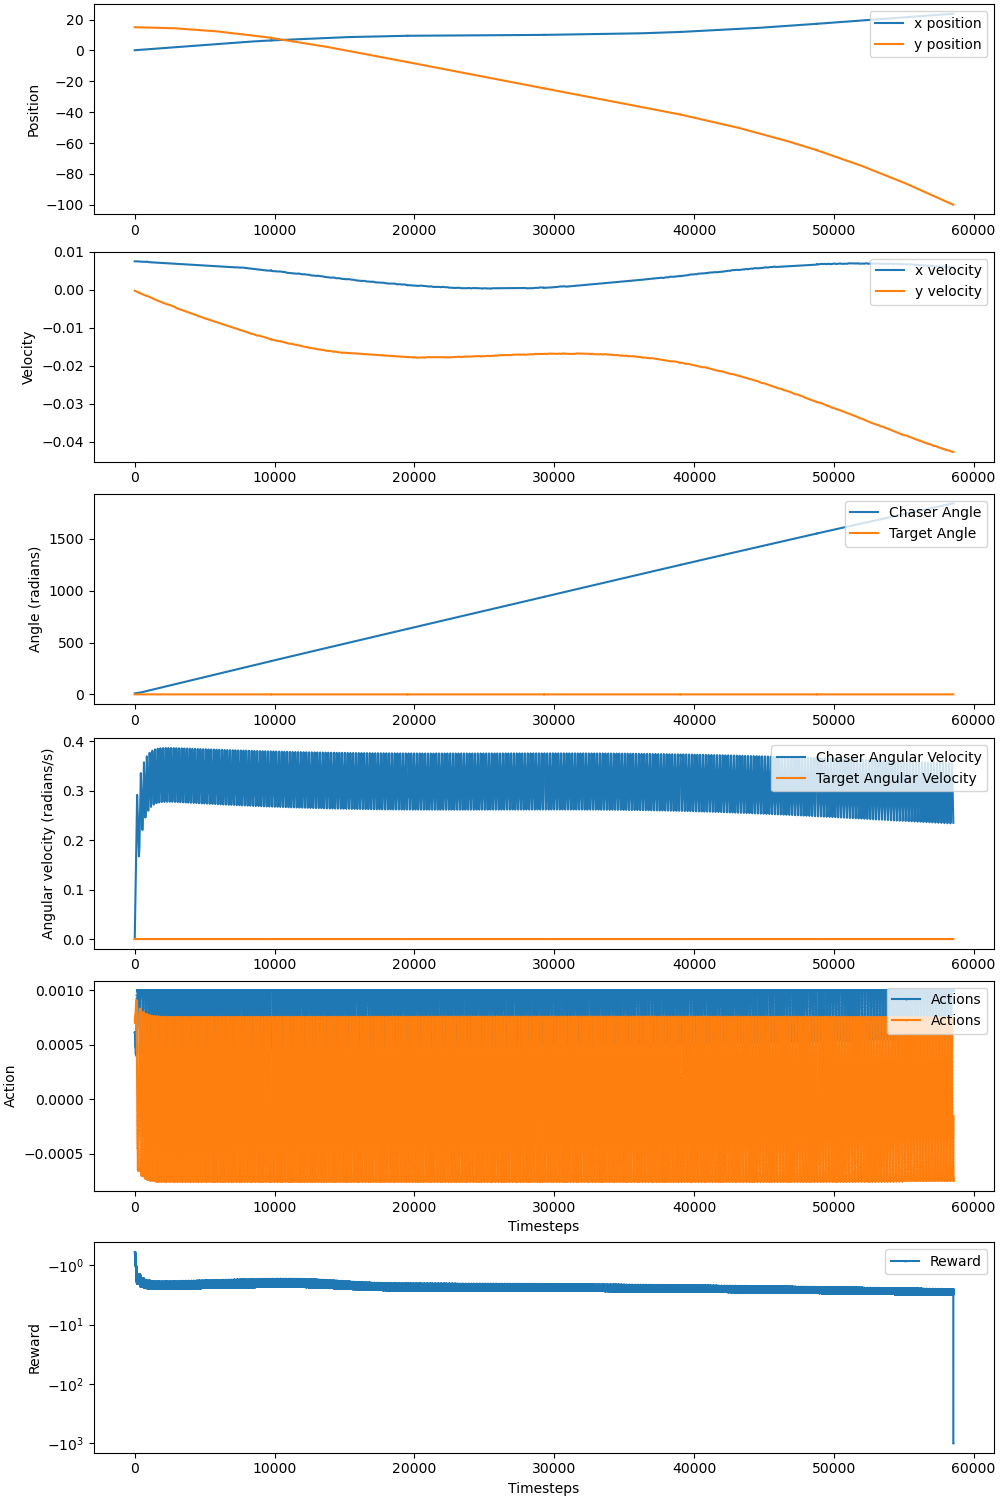 20
0
−20
−40
−60
−80
−100
Position
x position
y position
0 10000 20000 30000 40000 50000 60000
0.01
0.00
−0.01
−0.02
−0.03
−0.04
Velocity
x velocity
y velocity
0 10000 20000 30000 40000 50000 60000
1500
1000
500
0
Angle (radians)
Chaser Angle
Target Angle
0 10000 20000 30000 40000 50000 60000
0.4
0.3
0.2
0.1
0.0
Angular velocity (radians/s)
Chaser Angular Velocity
Target Angular Velocity
0 10000 20000 30000 40000 50000 60000
0.0010
0.0005
0.0000
−0.0005
Action
Actions
Actions
0 10000 20000 30000 40000 50000 60000
Timesteps
−10⁰
−10¹
−10²
−10³
Reward
Reward
0 10000 20000 30000 40000 50000 60000
Timesteps